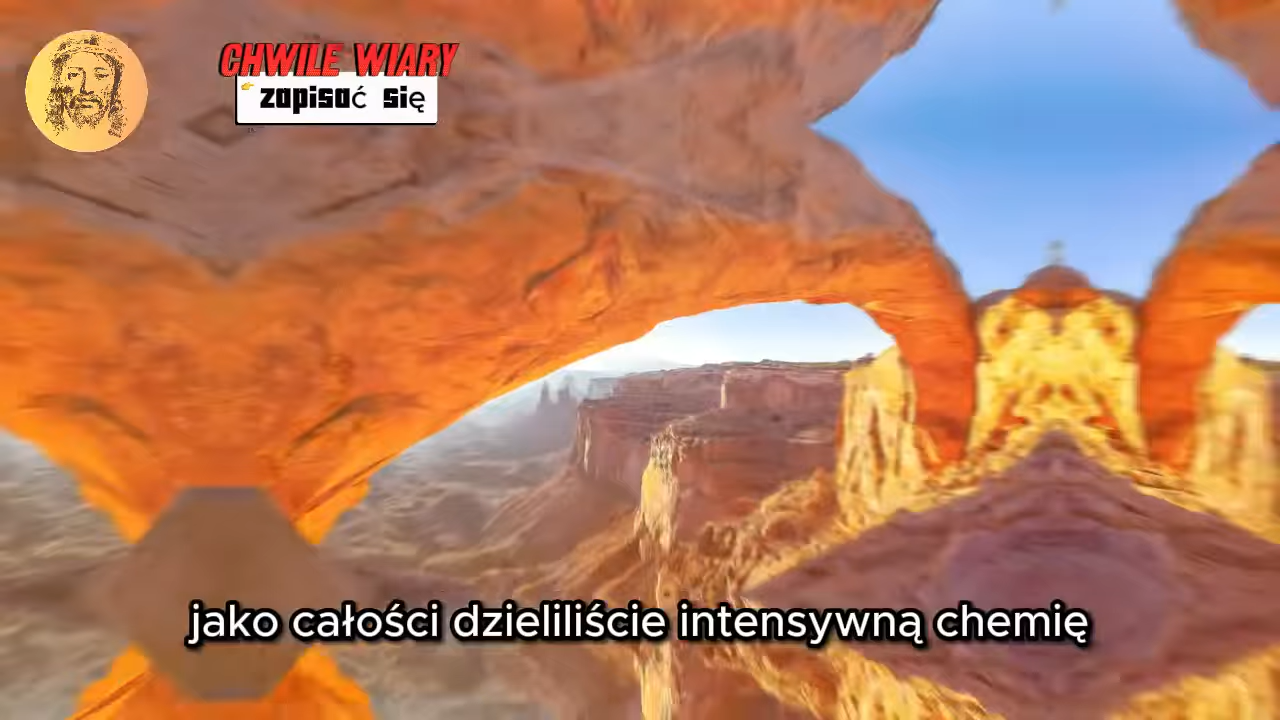 CHWILE WIARY
👉 zapisać się
jako całości dzieliliście intensywną chemię